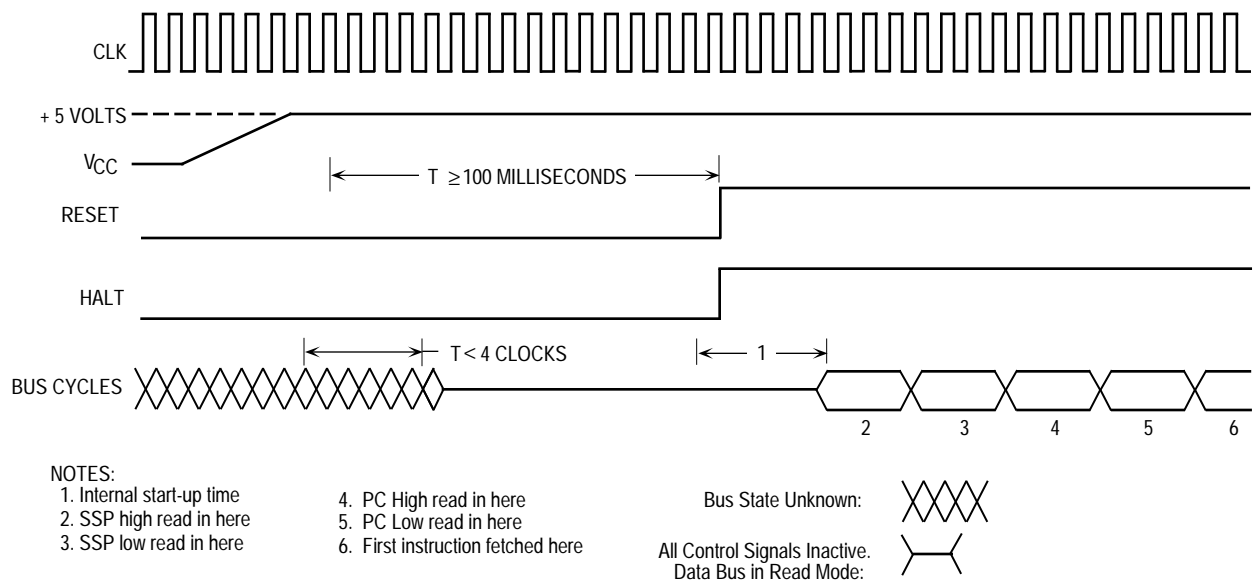 CLK
+ 5 VOLTS
VCC
T ≥100 MILLISECONDS
RESET
HALT
T < 4 CLOCKS
1
BUS CYCLES
2 3 4 5 6
NOTES:
1. Internal start-up time
2. SSP high read in here
3. SSP low read in here
4. PC High read in here
5. PC Low read in here
6. First instruction fetched here
Bus State Unknown:
All Control Signals Inactive.
Data Bus in Read Mode: